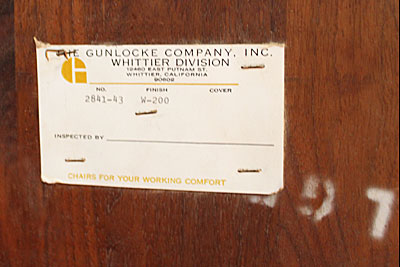 THE GUNLOCKE COMPANY, INC.
WHITTIER DIVISION
12460 EAST PUTNAM ST.
WHITTIER, CALIFORNIA
90602
G
NO. FINISH COVER
2841-43 W-200
INSPECTED BY
CHAIRS FOR YOUR WORKING COMFORT
7